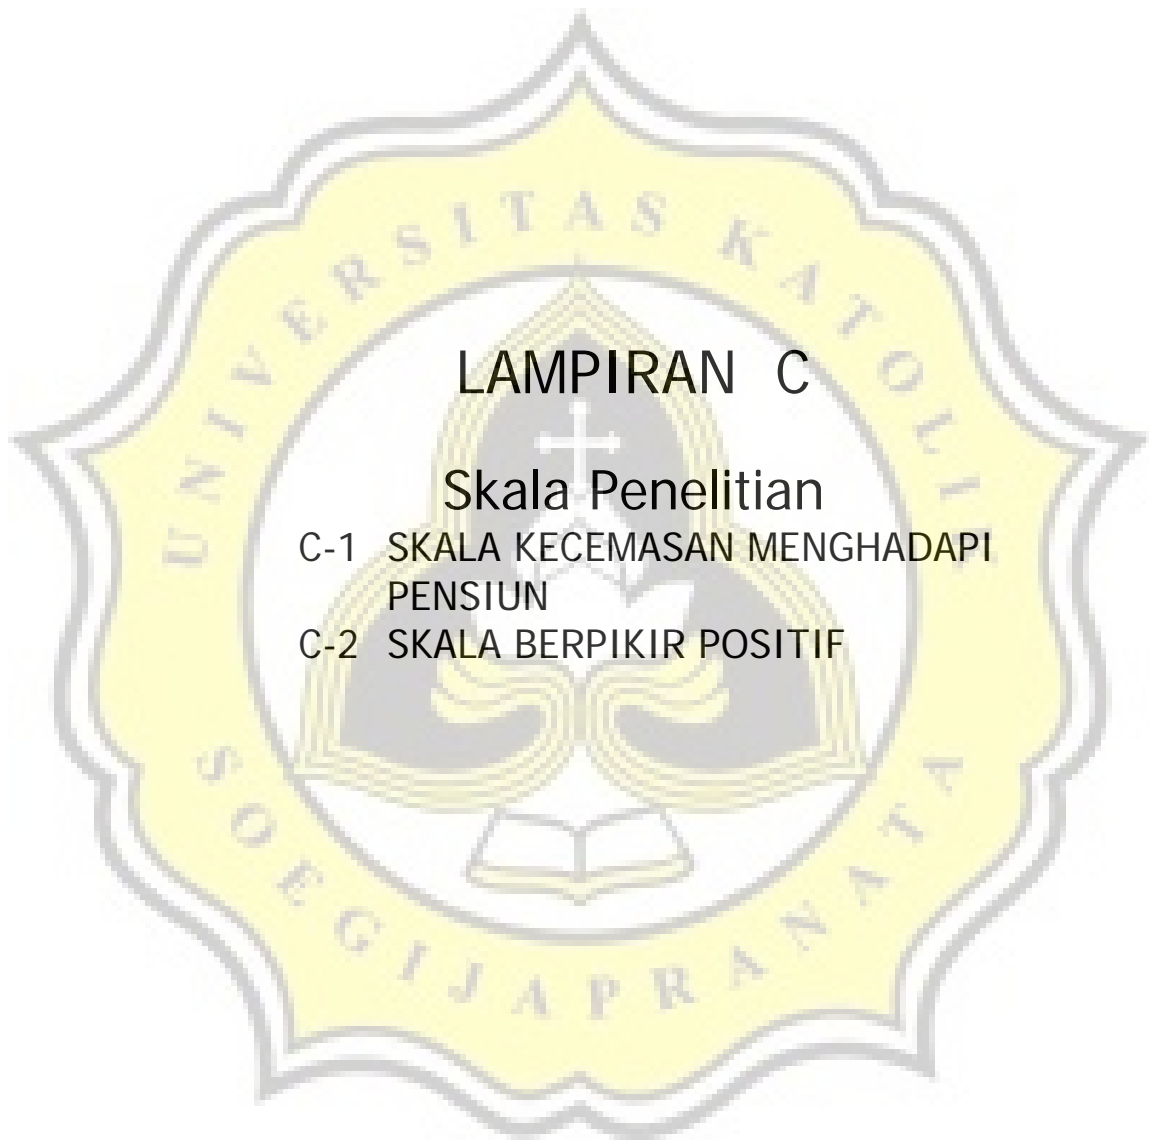 UNIVERSITAS KATOLIK
LAMPIRAN C
Skala Penelitian
C-1 SKALA KECEMASAN MENGHADAPI
PENSIUN
C-2 SKALA BERPIKIR POSITIF
SOEGIJAPRANATA